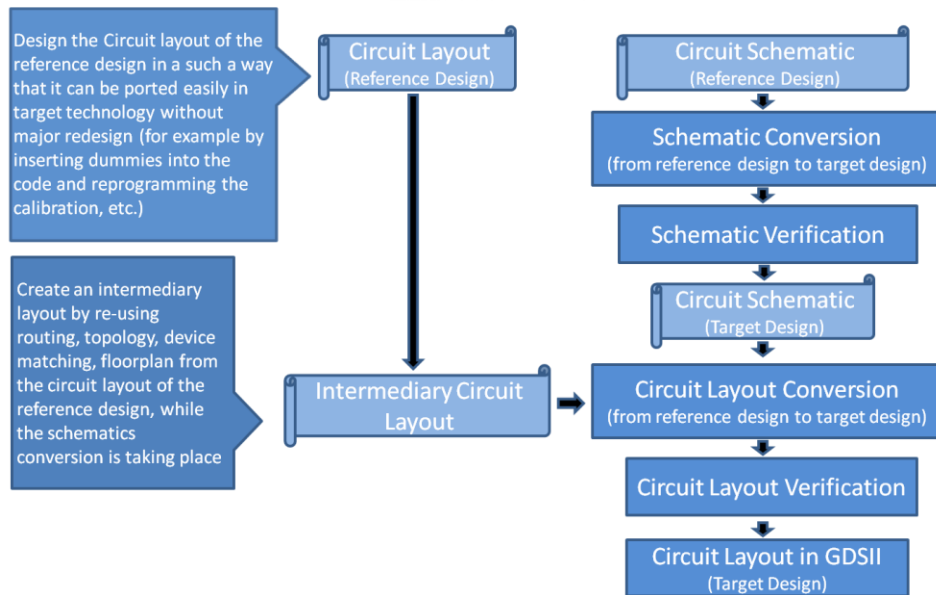 Design the Circuit layout of the
reference design in a such a way
that it can be ported easily in
target technology without
major redesign (for example by
inserting dummies into the
code and reprogramming the
calibration, etc.)
Create an intermediary
layout by re-using
routing, topology, device
matching, floorplan from
the circuit layout of the
reference design, while
the schematics
conversion is taking place
Circuit Layout
(Reference Design)
Intermediary Circuit
Layout
Circuit Schematic
(Reference Design)
Schematic Conversion
(from reference design to target design)
Schematic Verification
Circuit Schematic
(Target Design)
Circuit Layout Conversion
(from reference design to target design)
Circuit Layout Verification
Circuit Layout in GDSII
(Target Design)